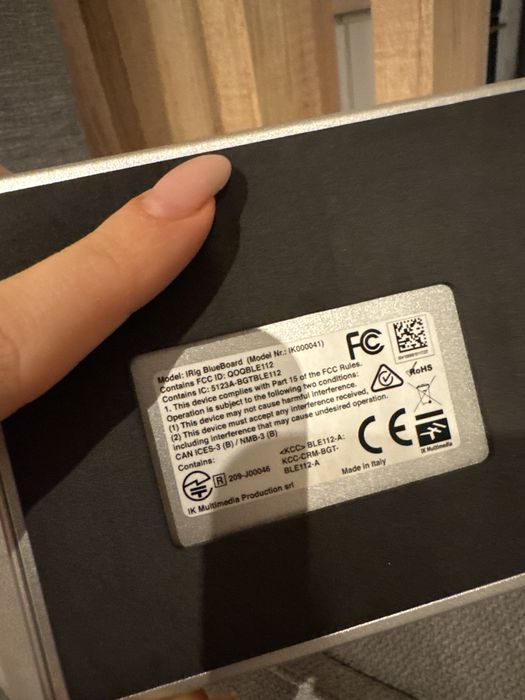 Model: iRig BlueBoard (Model Nr.: IK000041)
Contains FCC ID: QOQBLE112
Contains IC: 5123A-BGTBLE112
1. This device complies with Part 15 of the FCC Rules.
Operation is subject to the following two conditions:
(1) This device may not cause harmful interference.
(2) This device must accept any interference received,
including interference that may cause undesired operation.
CAN ICES-3 (B) / NMB-3 (B)
Contains:
R 209-J00046
<KCC> BLE112-A:
KCC-CRM-BGT-
BLE112-A
IK Multimedia Production srl
Made in Italy
FC
RoHS
CE
IK Multimedia